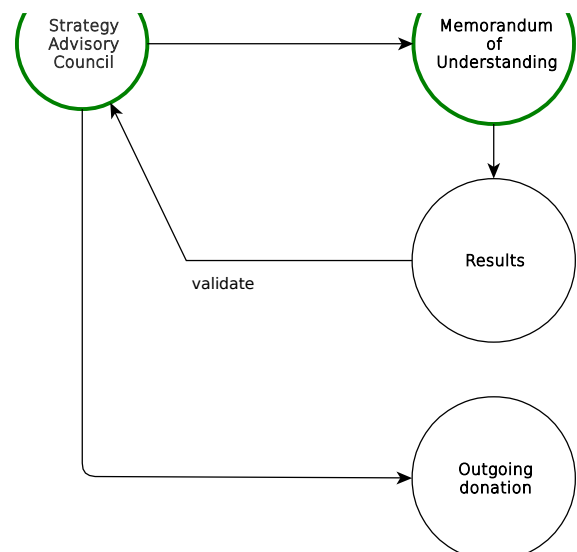 Strategy
Advisory
Council
Memorandum
of
Understanding
Results
validate
Outgoing
donation